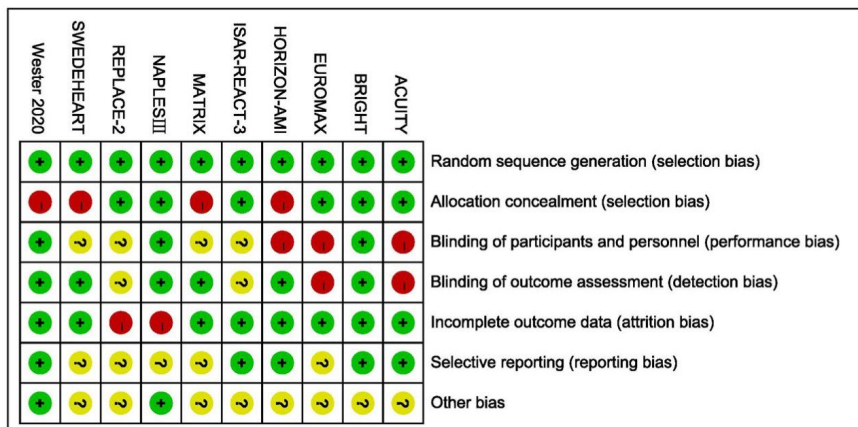 Wester 2020
SWEDEHEART
REPLACE-2
NAPLESⅢ
MATRIX
ISAR-REACT-3
HORIZON-AMI
EUROMAX
BRIGHT
ACUITY
+ + + + + + + + + + Random sequence generation (selection bias)
- - + + - + - + + + Allocation concealment (selection bias)
+ ? ? + ? ? - - + - Blinding of participants and personnel (performance bias)
+ + ? + + ? + - + - Blinding of outcome assessment (detection bias)
+ + - - + + + + + + Incomplete outcome data (attrition bias)
+ ? ? ? ? + + ? + + Selective reporting (reporting bias)
+ ? ? + ? ? ? ? ? ? Other bias